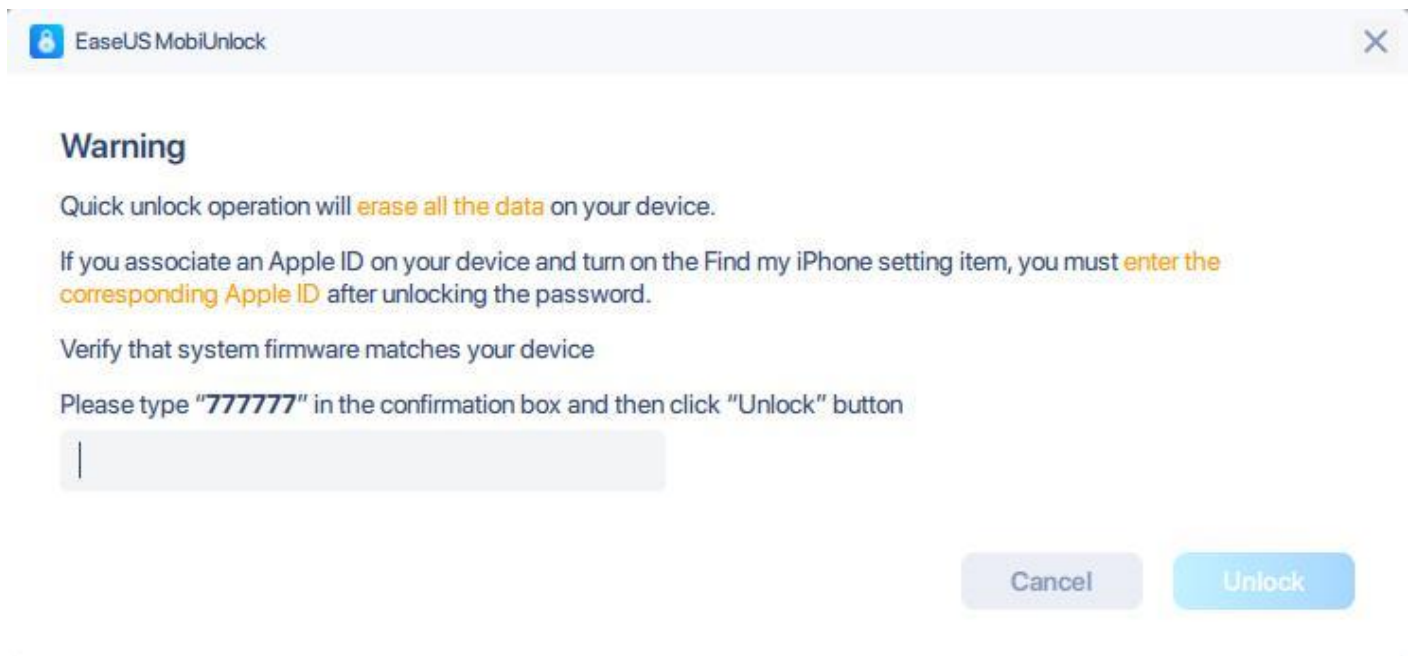 EaseUS MobiUnlock
Warning
Quick unlock operation will erase all the data on your device.
If you associate an Apple ID on your device and turn on the Find my iPhone setting item, you must enter the
corresponding Apple ID after unlocking the password.
Verify that system firmware matches your device
Please type “777777” in the confirmation box and then click “Unlock” button
Cancel
Unlock